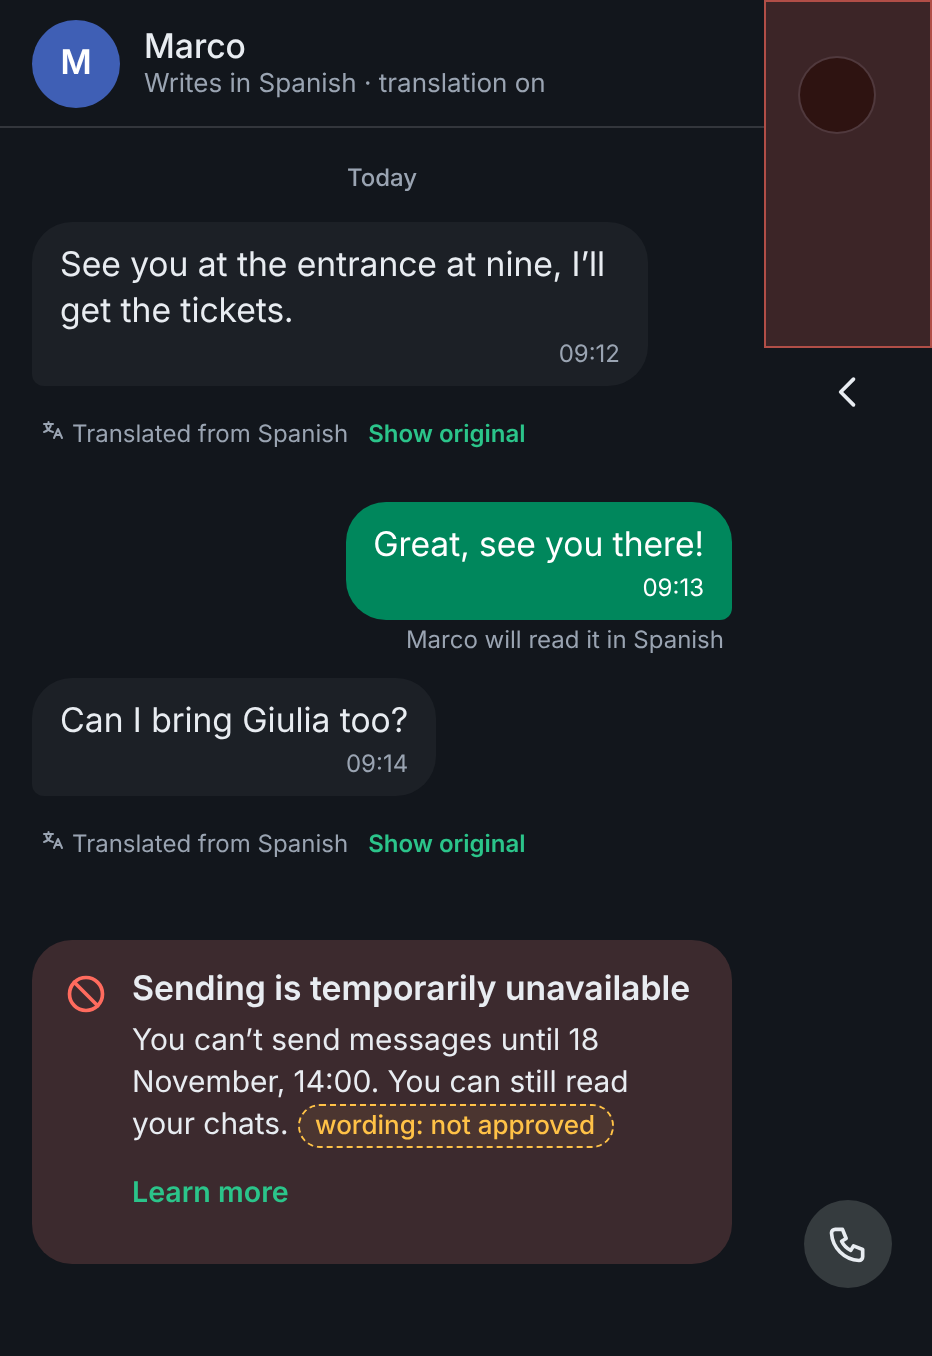 M
Marco
Writes in Spanish · translation on
Today
See you at the entrance at nine, I’ll
get the tickets.
09:12
Translated from Spanish Show original
Great, see you there!
09:13
Marco will read it in Spanish
Can I bring Giulia too?
09:14
Translated from Spanish Show original
Sending is temporarily unavailable
You can’t send messages until 18
November, 14:00. You can still read
your chats. wording: not approved
Learn more